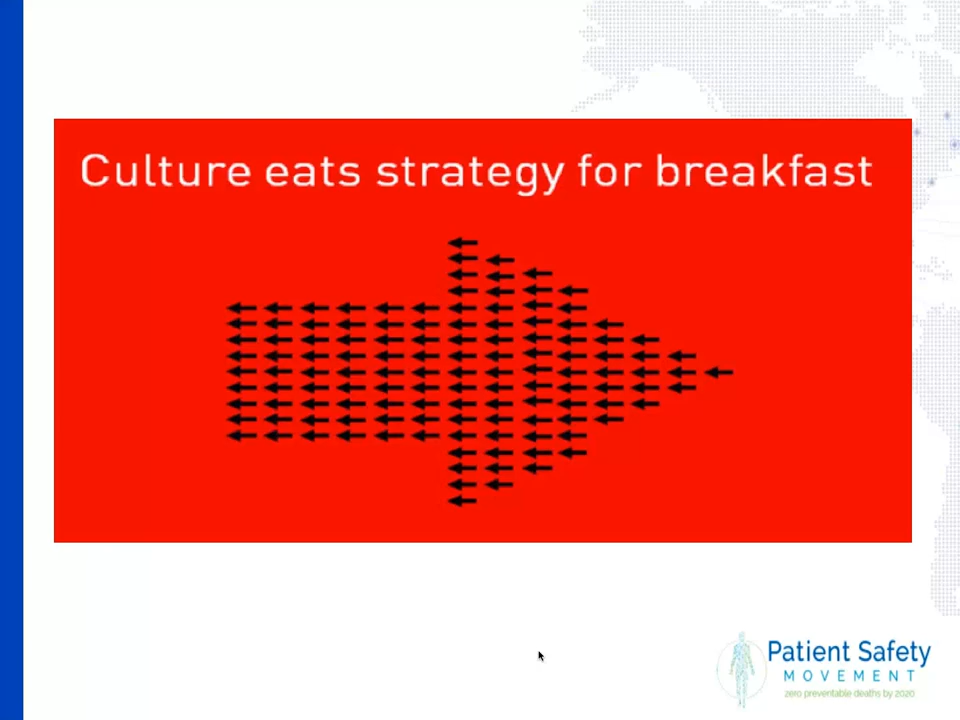 Culture eats strategy for breakfast
Patient Safety
MOVEMENT
zero preventable deaths by 2020